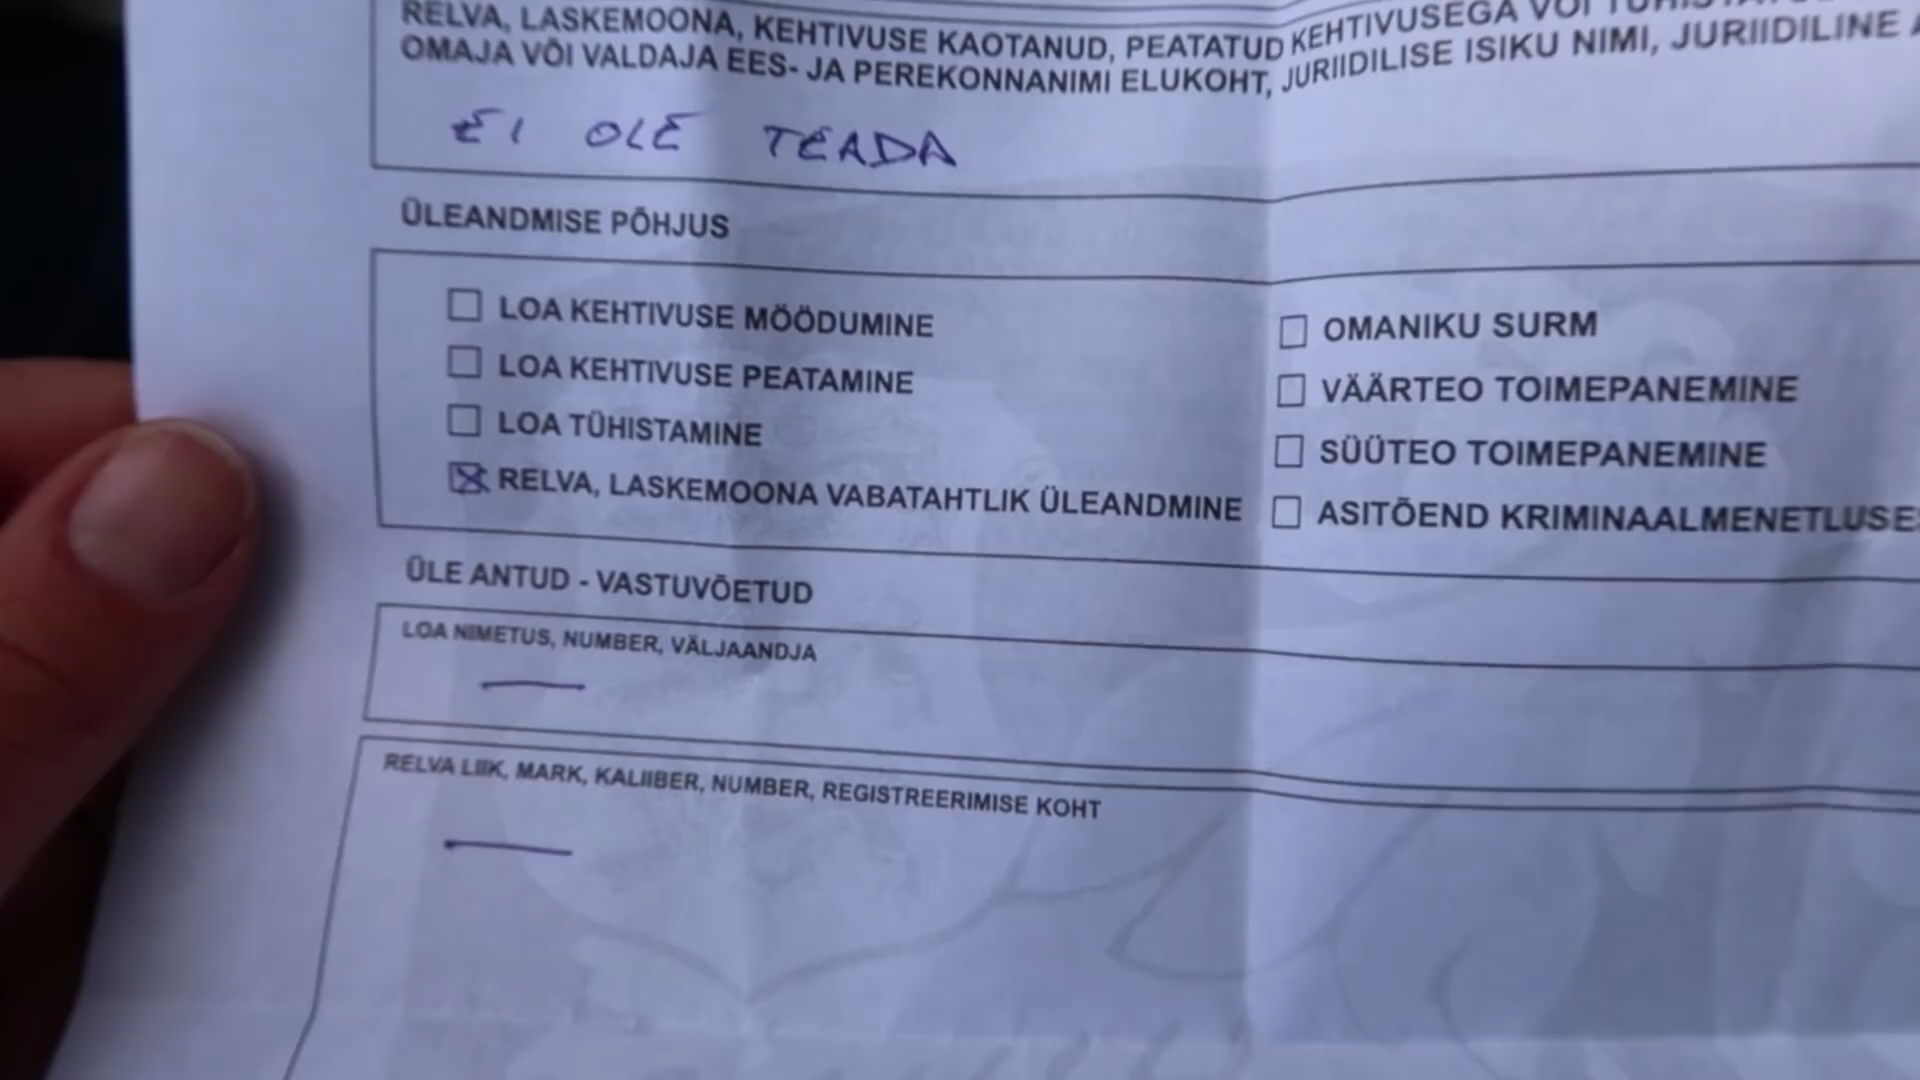 RELVA, LASKEMOONA, KEHTIVUSE KAOTANUD, PEATATUD KEHTIVUSEGA VÕI
OMAJA VÕI VALDAJA EES- JA PEREKONNANIMI ELUKOHT, JURIIDILISE ISIKU NIMI, JURIIDILINE
EI OLE TEADA
ÜLEANDMISE PÕHJUS
LOA KEHTIVUSE MÖÖDUMINE
LOA KEHTIVUSE PEATAMINE
LOA TÜHISTAMINE
RELVA, LASKEMOONA VABATAHTLIK ÜLEANDMINE
OMANIKU SURM
VÄÄRTEO TOIMEPANEMINE
SÜÜTEO TOIMEPANEMINE
ASITÕEND KRIMINAALMENETLUSE
ÜLE ANTUD - VASTUVÕETUD
LOA NIMETUS, NUMBER, VÄLJAANDJA
RELVA LIIK, MARK, KALIIBER, NUMBER, REGISTREERIMISE KOHT